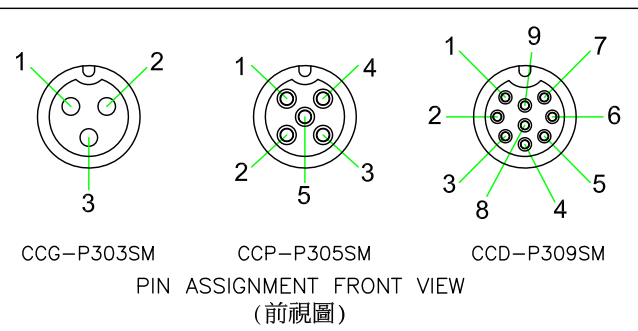 1 2 3
CCG-P303SM
1 4 2 3 5
CCP-P305SM
9 1 7 2 6 3 5 8 4
CCD-P309SM
PIN ASSIGNMENT FRONT VIEW
(前視圖)